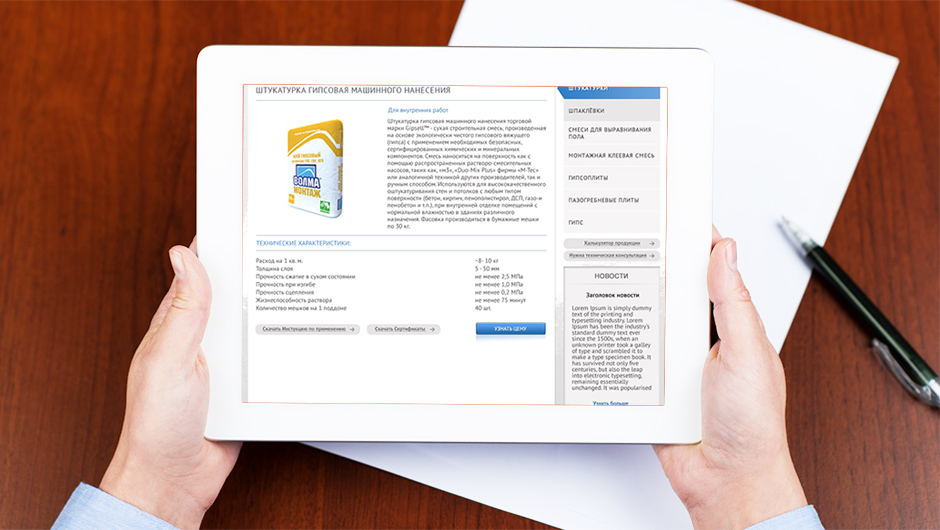 ШТУКАТУРКА ГИПСОВАЯ МАШИННОГО НАНЕСЕНИЯ
Для внутренних работ
Штукатурка гипсовая машинного нанесения торговой
марки Gipsell™ - сухая строительная смесь, произведенная
на основе экологически чистого гипсового вяжущего
(гипса) с применением необходимых безопасных,
сертифицированных химических и минеральных
компонентов. Смесь наноситься на поверхность как с
помощью распространенных растворо-смесительных
насосов, таких как, «м3», «Duo-Mix Plus» фирмы «M-Tec»
или аналогичной техникой других производителей, так и
ручным способом. Используются для высококачественного
оштукатуривания стен и потолков с любым типом
поверхности (бетон, кирпич, пенополистирол, ДСП, газо-и
пенобетон и т.п.), при внутренней отделке помещений с
нормальной влажностью в зданиях различного
назначения. Фасовка производиться в бумажные мешки
по 30 кг.
КЛЕЙ ГИПСОВЫЙ
ВОЛМА
МОНТАЖ
ТЕХНИЧЕСКИЕ ХАРАКТЕРИСТИКИ:
Расход на 1 кв. м. ~8- 10 кг
Толщина слоя 5 - 50 мм
Прочность сжатие в сухом состоянии не менее 2,5 МПа
Прочность при изгибе не менее 1,0 МПа
Прочность сцепления не менее 0,2 МПа
Жизнеспособность раствора не менее 75 минут
Количество мешков на 1 поддоне 40 шт.
Скачать Инструкцию по применению
Скачать Сертификаты
УЗНАТЬ ЦЕНУ
ШТУКАТУРКИ
ШПАКЛЁВКИ
СМЕСИ ДЛЯ ВЫРАВНИВАНИЯ
ПОЛА
МОНТАЖНАЯ КЛЕЕВАЯ СМЕСЬ
ГИПСОПЛИТЫ
ПАЗОГРЕБНЕВЫЕ ПЛИТЫ
ГИПС
Калькулятор продукции
Нужна техническая консультация
НОВОСТИ
Заголовок новости
Lorem Ipsum is simply dummy
text of the printing and
typesetting industry. Lorem
Ipsum has been the industry's
standard dummy text ever
since the 1500s, when an
unknown printer took a galley
of type and scrambled it to
make a type specimen book. It
has survived not only five
centuries, but also the leap
into electronic typesetting,
remaining essentially
unchanged. It was popularised
Узнать больше